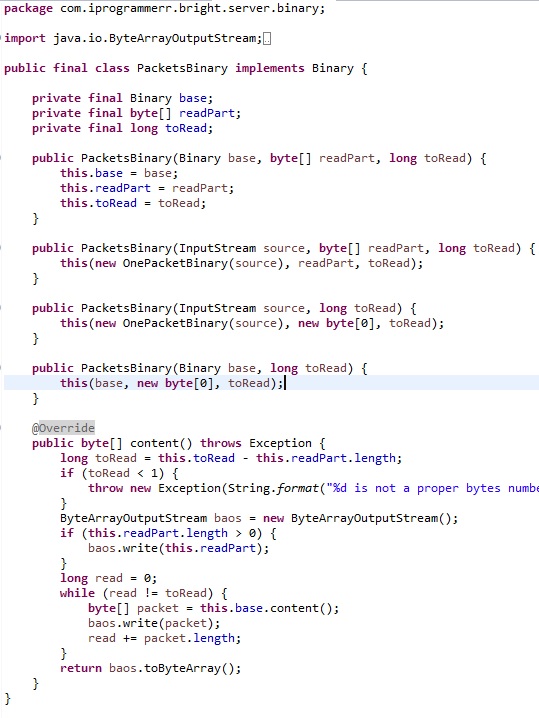 package com.iprogrammerr.bright.server.binary;
import java.io.ByteArrayOutputStream;
public final class PacketsBinary implements Binary {
private final Binary base;
private final byte[] readPart;
private final long toRead;
public PacketsBinary(Binary base, byte[] readPart, long toRead) {
this.base = base;
this.readPart = readPart;
this.toRead = toRead;
}
public PacketsBinary(InputStream source, byte[] readPart, long toRead) {
this(new OnePacketBinary(source), readPart, toRead);
}
public PacketsBinary(InputStream source, long toRead) {
this(new OnePacketBinary(source), new byte[0], toRead);
}
public PacketsBinary(Binary base, long toRead) {
this(base, new byte[0], toRead);
}
@Override
public byte[] content() throws Exception {
long toRead = this.toRead - this.readPart.length;
if (toRead < 1) {
throw new Exception(String.format("%d is not a proper bytes numbe
}
ByteArrayOutputStream baos = new ByteArrayOutputStream();
if (this.readPart.length > 0) {
baos.write(this.readPart);
}
long read = 0;
while (read != toRead) {
byte[] packet = this.base.content();
baos.write(packet);
read += packet.length;
}
return baos.toByteArray();
}
}